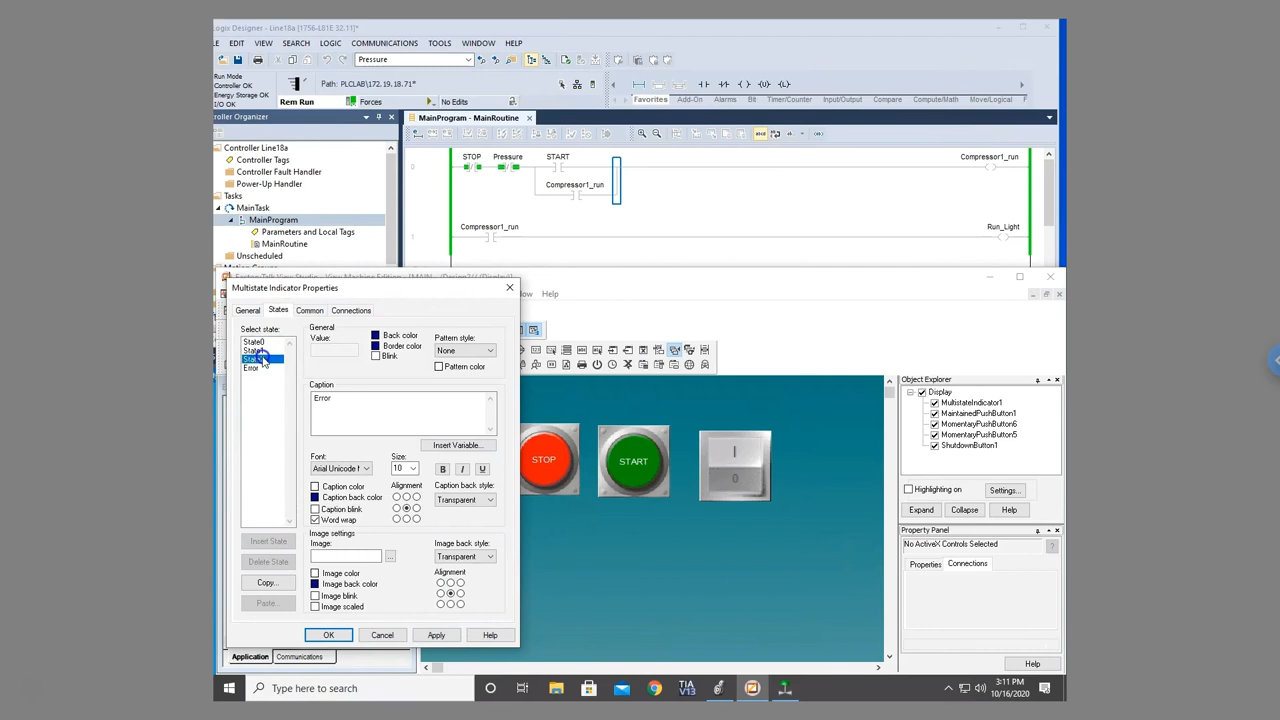 Logix Designer - Line18a [1756-L81E 32.11]*
LE EDIT VIEW SEARCH LOGIC COMMUNICATIONS TOOLS WINDOW HELP
Pressure
Run Mode
Controller OK
Energy Storage OK
I/O OK
Path: PLCLAB\172.19.18.71*
Rem Run Forces No Edits
Favorites Add-On Alarms Bit Timer/Counter Input/Output Compare Compute/Math Move/Logical F
roller Organizer
MainProgram - MainRoutine
Controller Line18a
Controller Tags
Controller Fault Handler
Power-Up Handler
Tasks
MainTask
MainProgram
Parameters and Local Tags
MainRoutine
Unscheduled
0
STOP Pressure START Compressor1_run
Compressor1_run
1
Compressor1_run Run_Light
Multistate Indicator Properties
Help
General States Common Connections
Select state:
State0
Error
General
Value:
Back color
Border color
Blink
Pattern style:
None
Pattern color
Caption
Error
Insert Variable...
Font:
Size:
Arial Unicode
10
B I U
Caption color
Caption back color
Caption blink
Word wrap
Alignment
Caption back style:
Transparent
Image settings
Image:
...
Image back style:
Transparent
Image color
Image back color
Image blink
Image scaled
Alignment
Insert State
Delete State
Copy...
Paste...
OK Cancel Apply Help
Application Communications
STOP
START
I
0
Object Explorer
Display
MultistateIndicator1
MaintainedPushButton1
MomentaryPushButton6
MomentaryPushButton5
ShutdownButton1
Highlighting on
Settings...
Expand Collapse Help
Property Panel
No ActiveX Controls Selected
?
Properties Connections
Help
Type here to search
TIA
V13
3:11 PM
10/16/2020